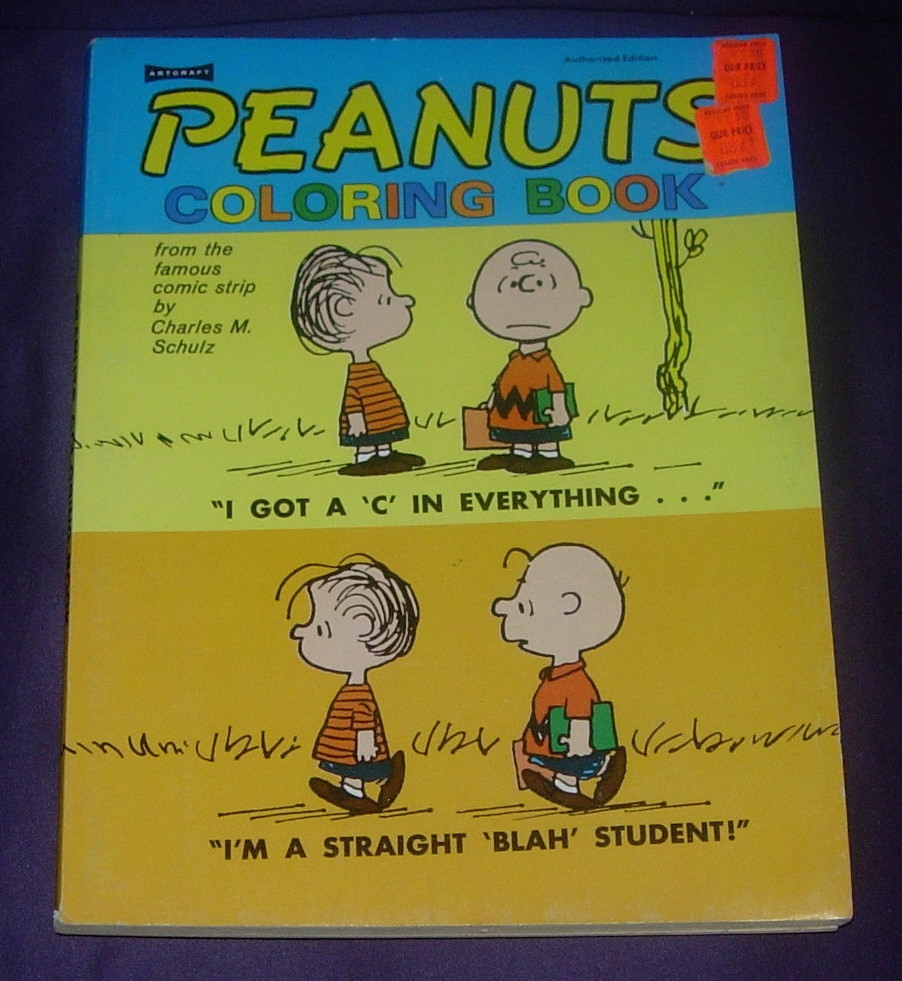 ARTCRAFT
Authorized Edition
PEANUTS
COLORING BOOK
from the
famous
comic strip
by
Charles M.
Schulz
OUR PRICE
OUR PRICE
"I GOT A 'C' IN EVERYTHING . . ."
"I'M A STRAIGHT 'BLAH' STUDENT!"